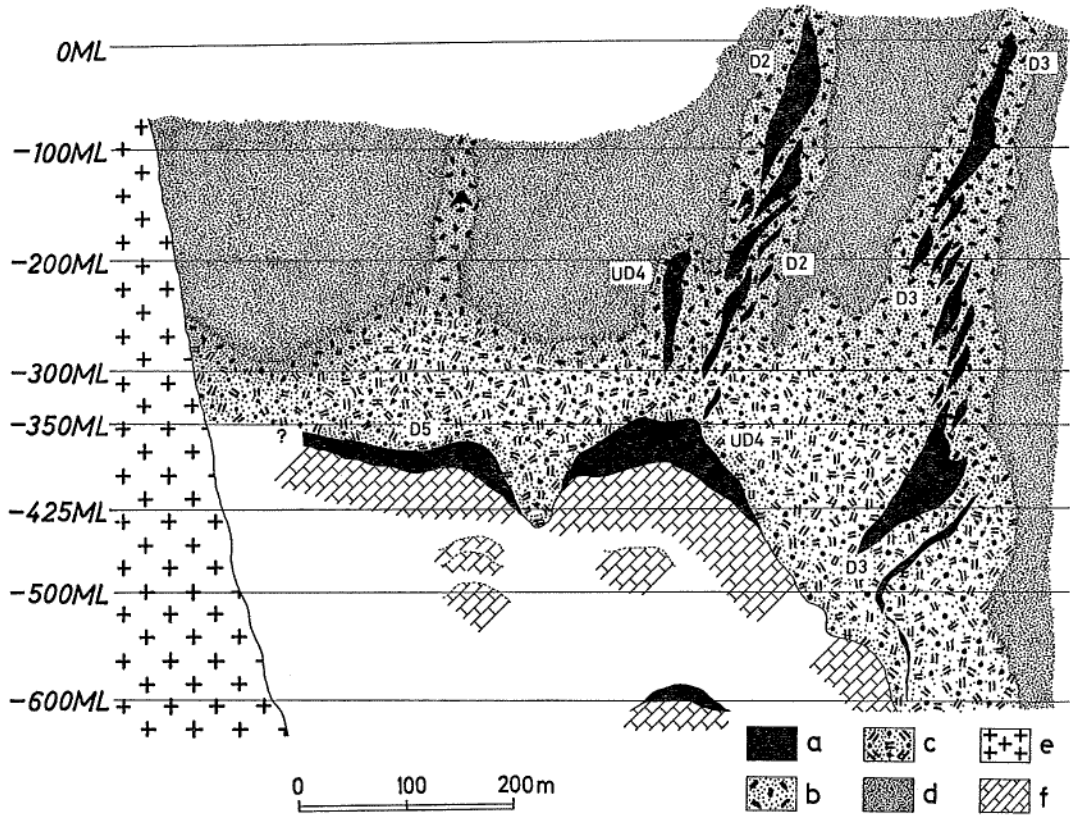 0ML
D2
D3
-100ML
-200ML
UD4
D2
D3
-300ML
-350ML
?
D5
UD4
-425ML
D3
-500ML
-600ML
a
c
e
0
100
200m
b
d
f